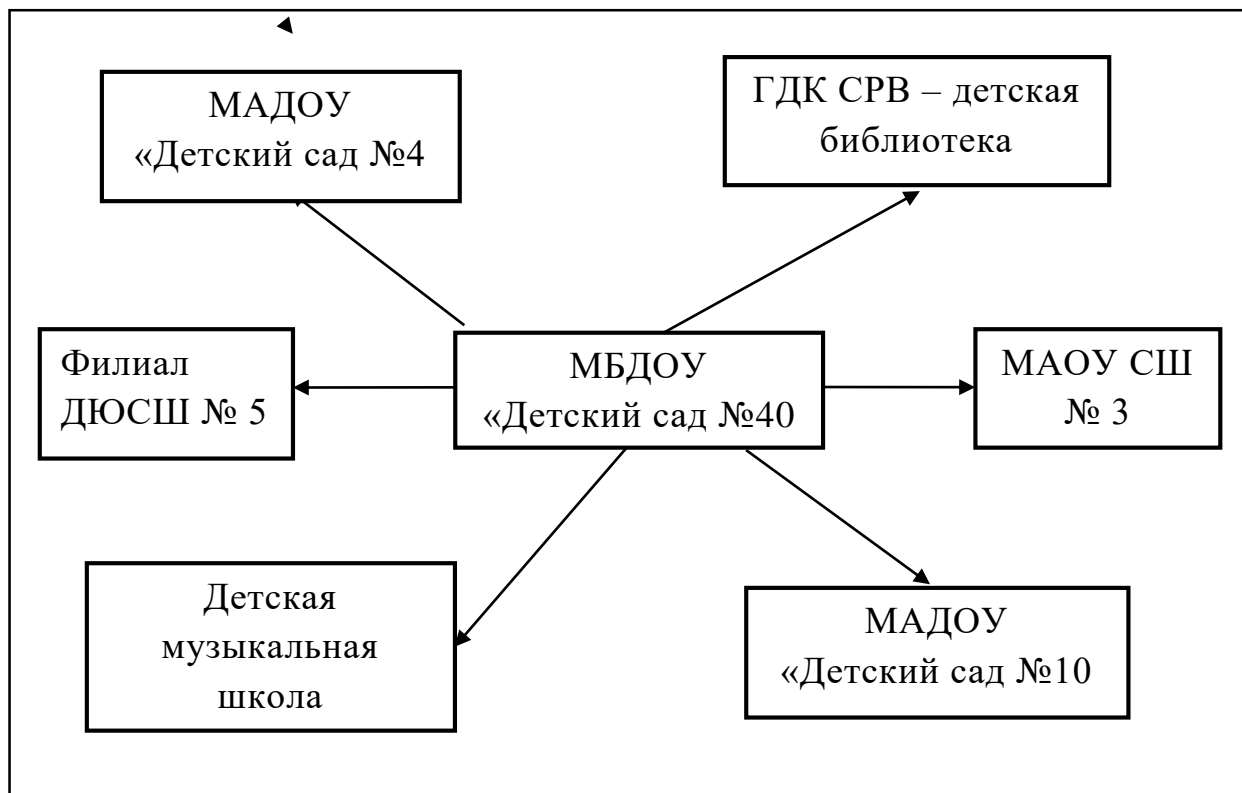 МАДОУ
«Детский сад №4
ГДК СРВ – детская
библиотека
Филиал
ДЮСШ № 5
МБДОУ
«Детский сад №40
МАОУ СШ
№ 3
Детская
музыкальная
школа
МАДОУ
«Детский сад №10